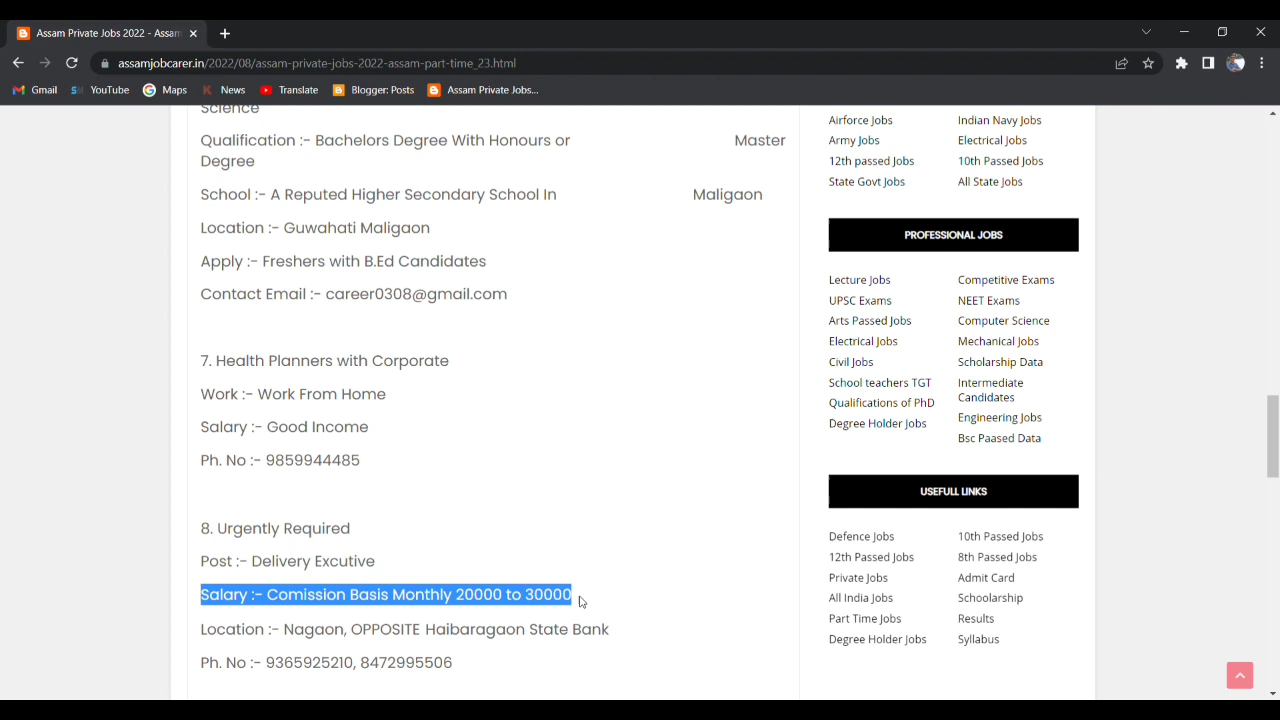 Assam Private Jobs 2022 - Assam
assamjobcarer.in/2022/08/assam-private-jobs-2022-assam-part-time_23.html
Gmail YouTube Maps News Translate Blogger: Posts Assam Private Jobs...
Science
Qualification :- Bachelors Degree With Honours or Master
Degree
School :- A Reputed Higher Secondary School In Maligaon
Location :- Guwahati Maligaon
Apply :- Freshers with B.Ed Candidates
Contact Email :- career0308@gmail.com
7. Health Planners with Corporate
Work :- Work From Home
Salary :- Good Income
Ph. No :- 9859944485
8. Urgently Required
Post :- Delivery Excutive
Salary :- Comission Basis Monthly 20000 to 30000
Location :- Nagaon, OPPOSITE Haibaragaon State Bank
Ph. No :- 9365925210, 8472995506
Airforce Jobs Indian Navy Jobs
Army Jobs Electrical Jobs
12th passed Jobs 10th Passed Jobs
State Govt Jobs All State Jobs
PROFESSIONAL JOBS
Lecture Jobs Competitive Exams
UPSC Exams NEET Exams
Arts Passed Jobs Computer Science
Electrical Jobs Mechanical Jobs
Civil Jobs Scholarship Data
School teachers TGT Intermediate
Candidates
Qualifications of PhD
Engineering Jobs
Degree Holder Jobs
Bsc Paased Data
USEFULL LINKS
Defence Jobs 10th Passed Jobs
12th Passed Jobs 8th Passed Jobs
Private Jobs Admit Card
All India Jobs Schoolarship
Part Time Jobs Results
Degree Holder Jobs Syllabus